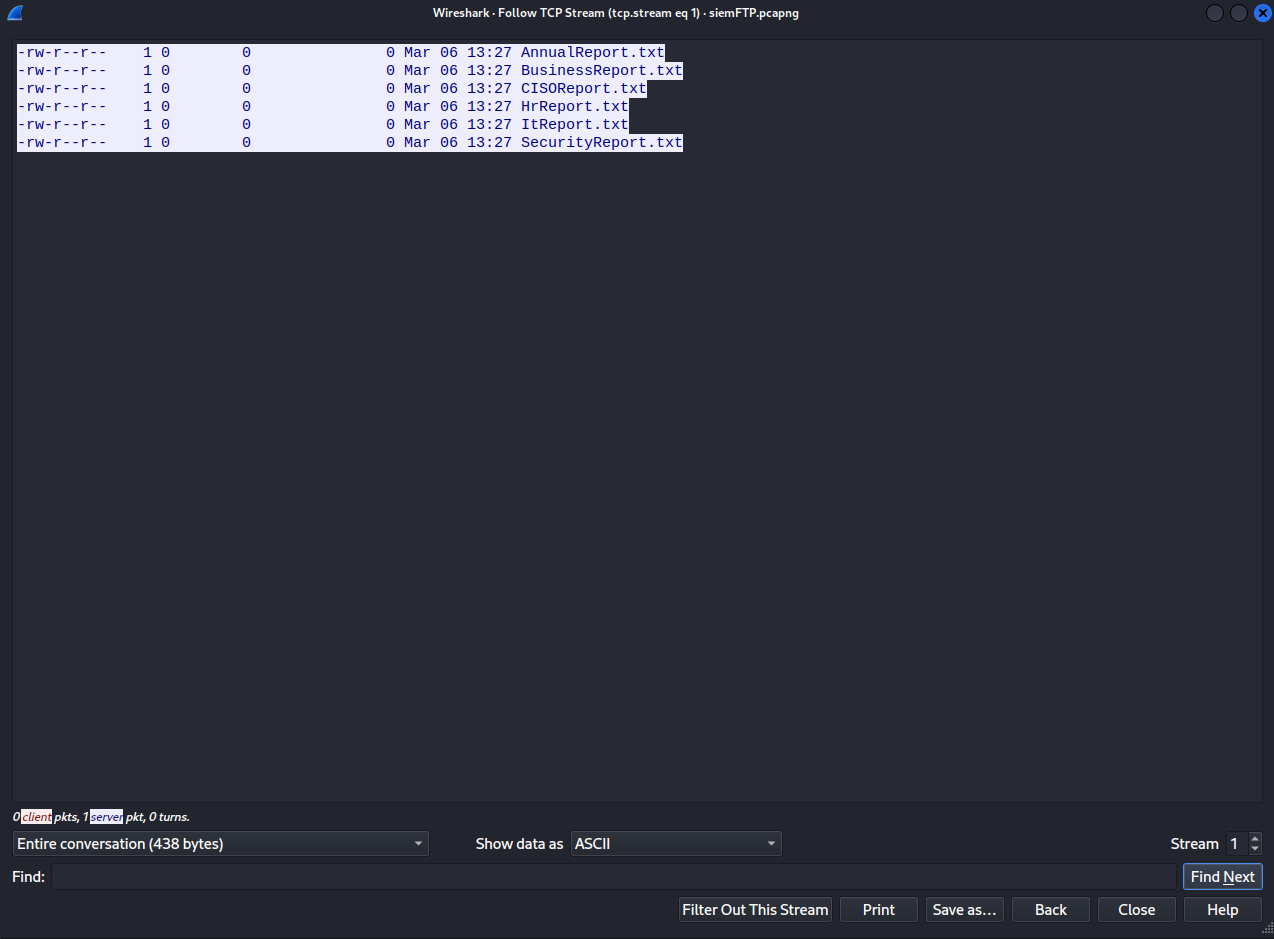 Wireshark · Follow TCP Stream (tcp.stream eq 1) · siemFTP.pcapng
-rw-r--r--    1 0        0               0 Mar 06 13:27 AnnualReport.txt
-rw-r--r--    1 0        0               0 Mar 06 13:27 BusinessReport.txt
-rw-r--r--    1 0        0               0 Mar 06 13:27 CISOReport.txt
-rw-r--r--    1 0        0               0 Mar 06 13:27 HrReport.txt
-rw-r--r--    1 0        0               0 Mar 06 13:27 ItReport.txt
-rw-r--r--    1 0        0               0 Mar 06 13:27 SecurityReport.txt
0 client pkts, 1 server pkt, 0 turns.
Entire conversation (438 bytes) Show data as ASCII Stream 1
Find: Find Next
Filter Out This Stream Print Save as... Back Close Help